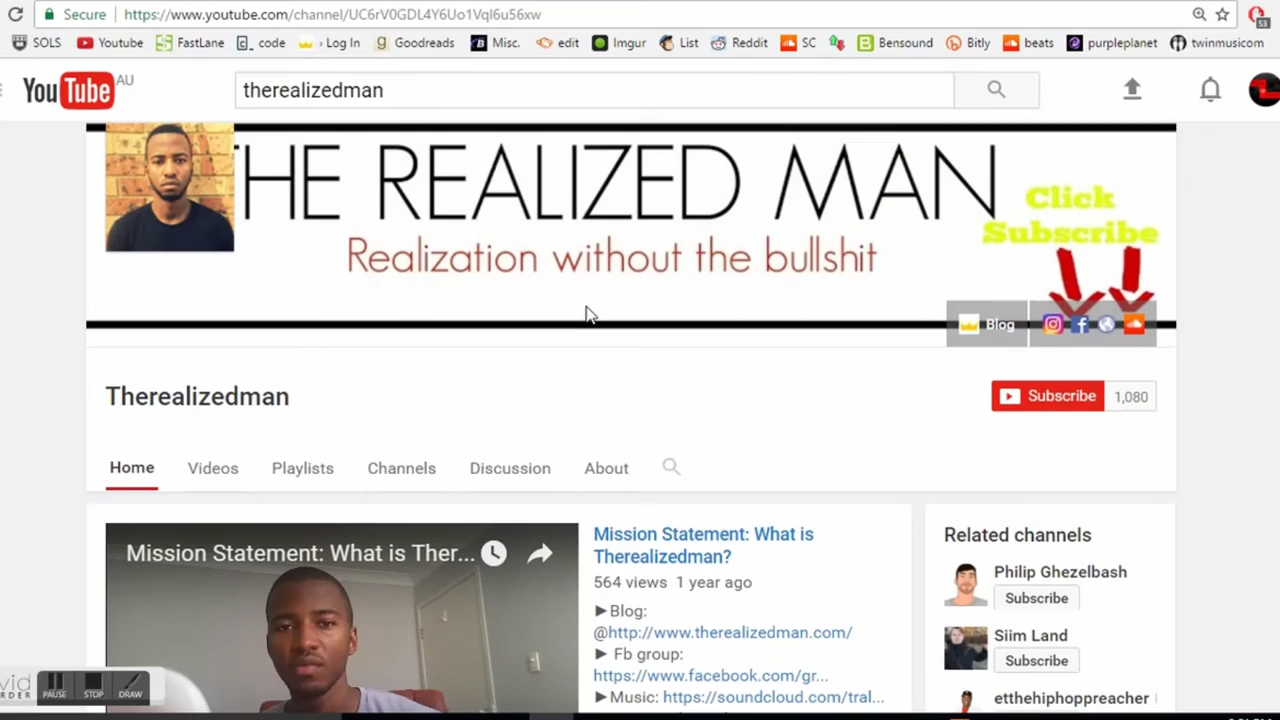 Secure https://www.youtube.com/channel/UC6rV0GDL4Y6Uo1Vql6u56xw
SOLS Youtube FastLane code › Log In Goodreads Misc. edit Imgur List Reddit SC Bensound Bitly beats purpleplanet twinmusicom
YouTube AU
therealizedman
THE REALIZED MAN
Realization without the bullshit
Click
Subscribe
Blog
Therealizedman
Subscribe 1,080
Home Videos Playlists Channels Discussion About
Mission Statement: What is Ther...
Mission Statement: What is
Therealizedman?
564 views 1 year ago
►Blog:
@http://www.therealizedman.com/
► Fb group:
https://www.facebook.com/gr...
►Music: https://soundcloud.com/tral...
Related channels
Philip Ghezelbash
Subscribe
Siim Land
Subscribe
etthehiphoppreacher
PAUSE STOP DRAW